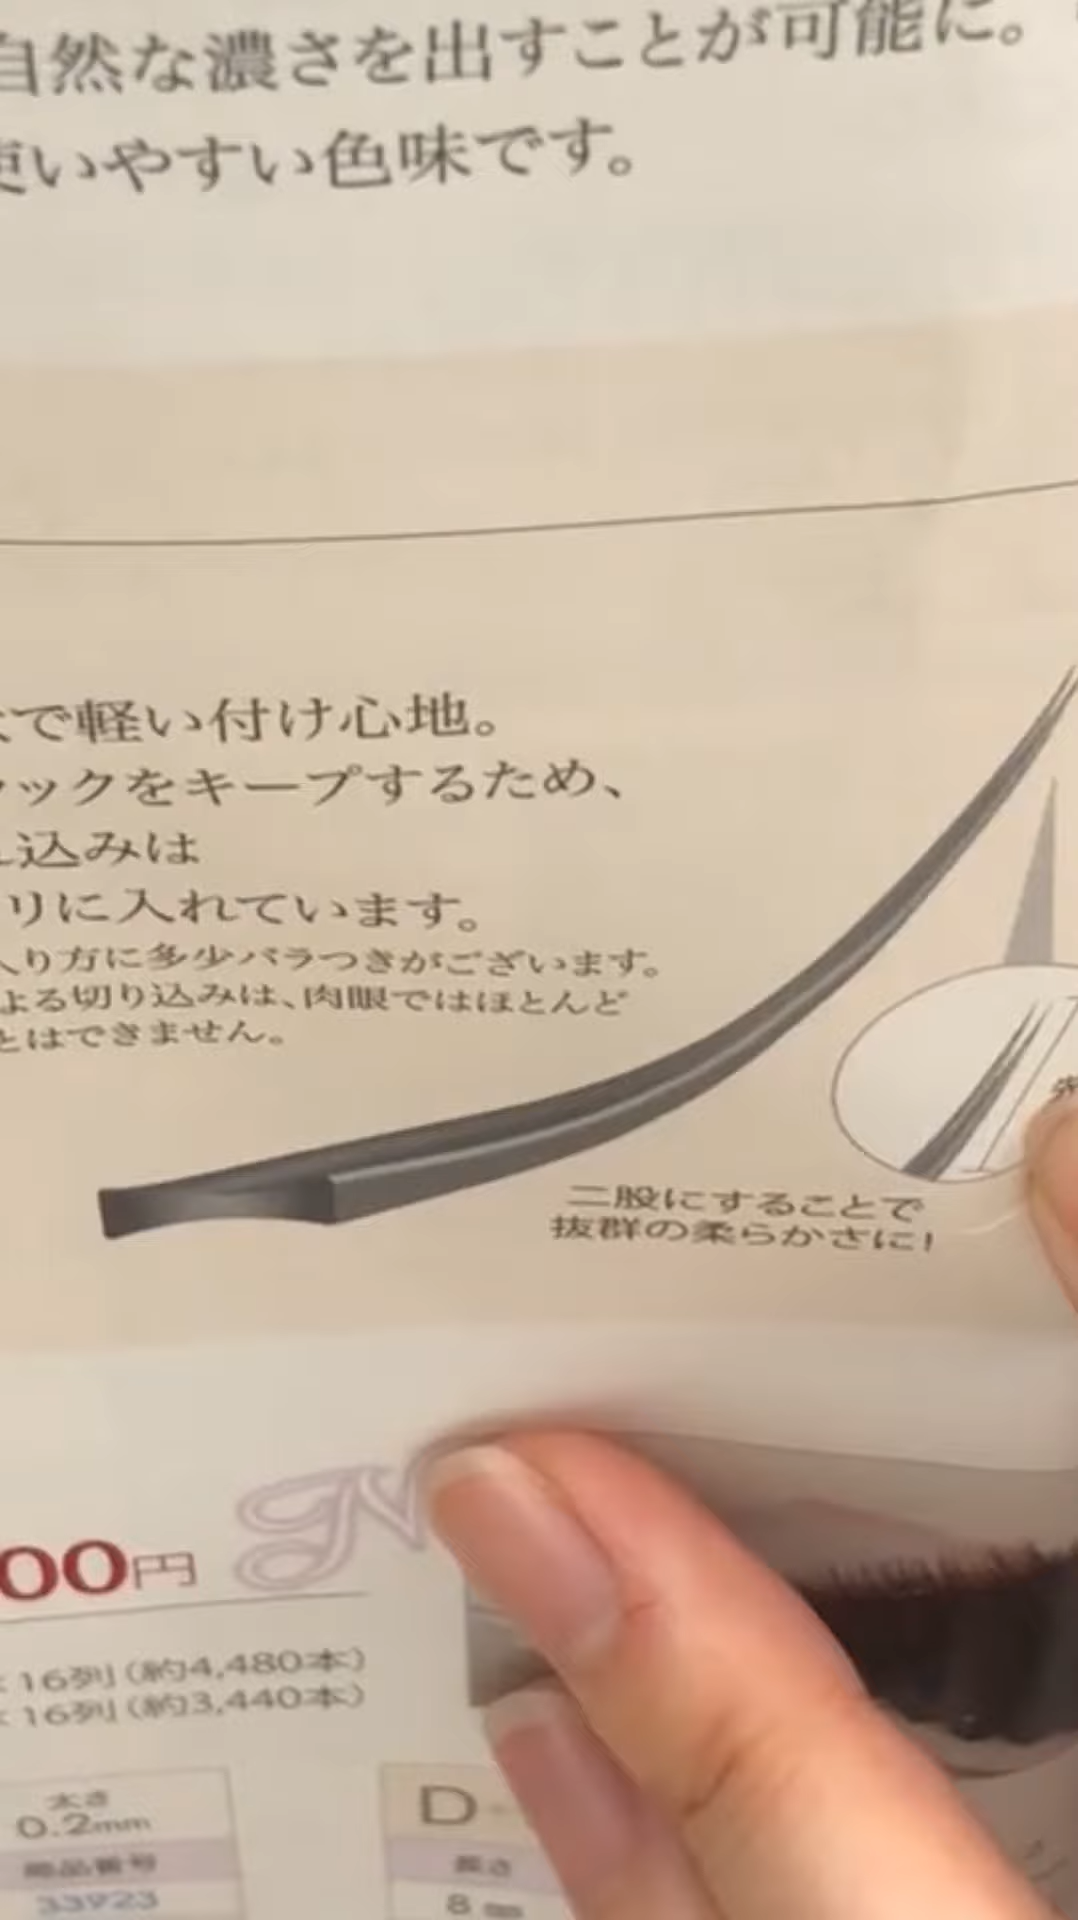 自然な濃さを出すことが可能に。
使いやすい色味です。
で軽い付け心地。
ックをキープするため、
込みは
リに入れています。
入り方に多少バラつきがございます。
よる切り込みは、肉眼ではほとんど
とはできません。
二股にすることで
抜群の柔らかさに!
00円
16列(約4,480本)
16列(約3,440本)
太さ
0.2mm
商品番号
33923
D
長さ
8mm